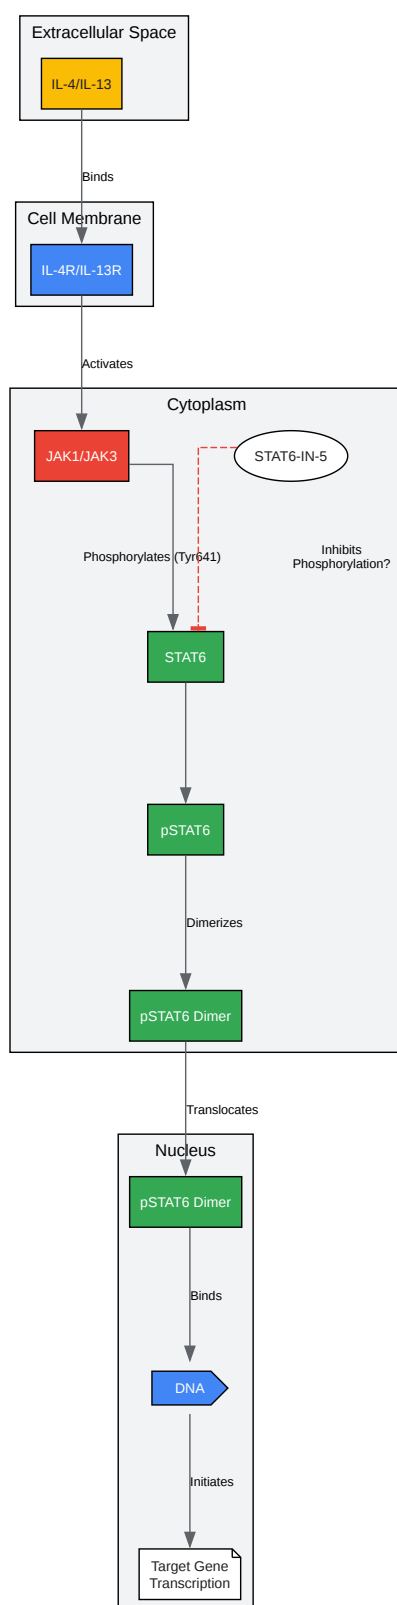 Extracellular Space
IL-4/IL-13
Binds
Cell Membrane
IL-4R/IL-13R
Activates
Cytoplasm
JAK1/JAK3
STAT6-IN-5
Phosphorylates (Tyr641)
Inhibits
Phosphorylation?
STAT6
pSTAT6
Dimerizes
pSTAT6 Dimer
Translocates
Nucleus
pSTAT6 Dimer
Binds
DNA
Initiates
Target Gene
Transcription